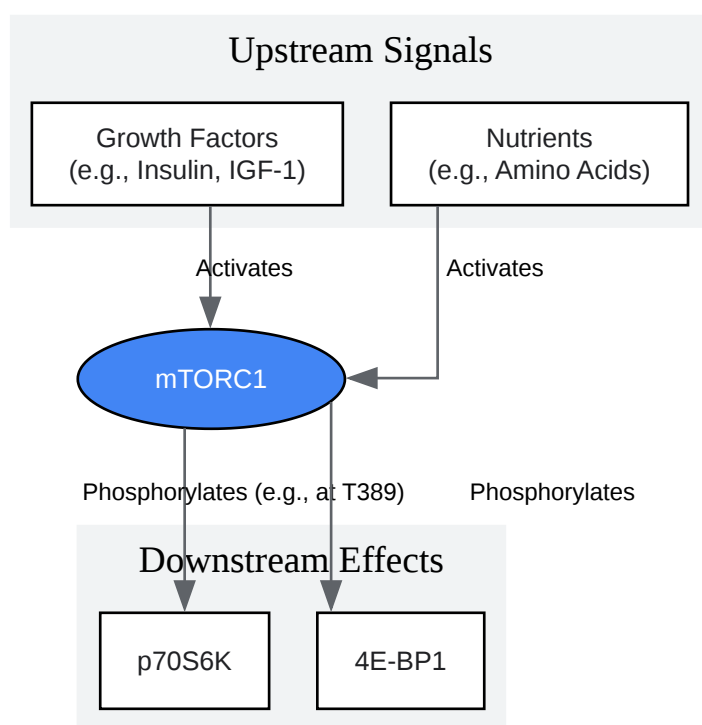 Upstream Signals
Growth Factors
(e.g., Insulin, IGF-1)
Nutrients
(e.g., Amino Acids)
Activates
Activates
mTORC1
Phosphorylates (e.g., at T389)
Phosphorylates
Downstream Effects
p70S6K
4E-BP1